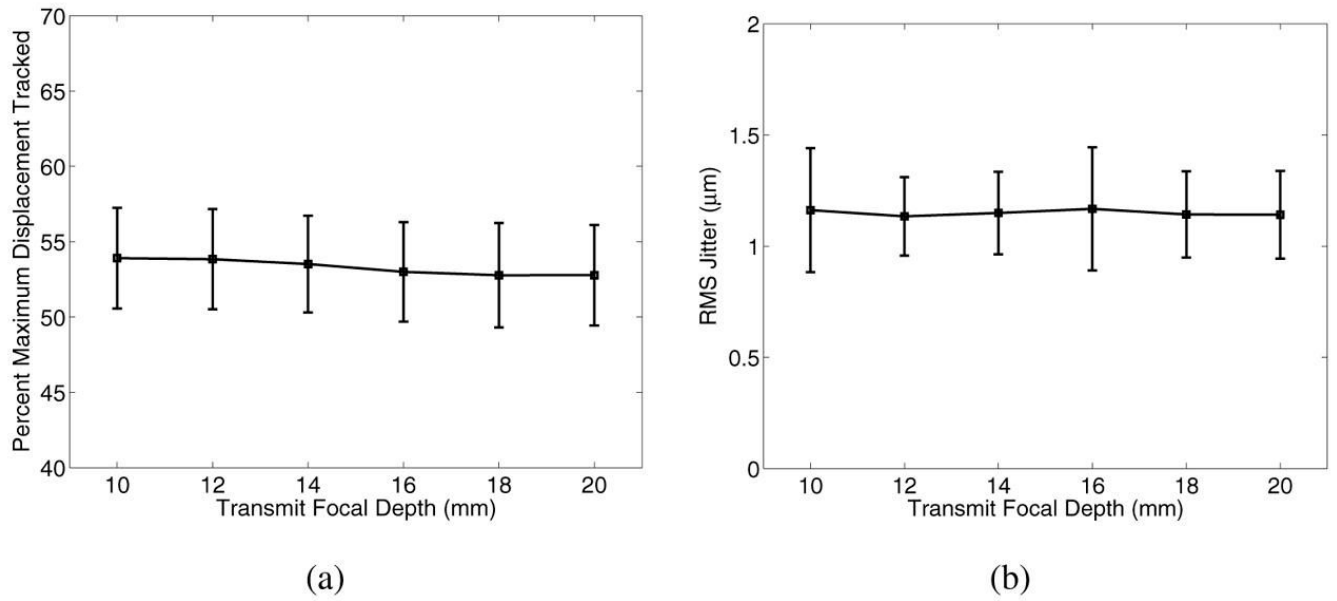 70
65
60
55
50
45
40
Percent Maximum Displacement Tracked
10 12 14 16 18 20
Transmit Focal Depth (mm)
(a)
2
1.5
1
0.5
0
RMS Jitter (μm)
10 12 14 16 18 20
Transmit Focal Depth (mm)
(b)